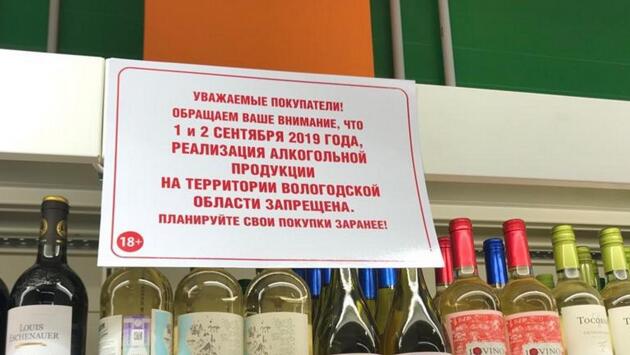 УВАЖАЕМЫЕ ПОКУПАТЕЛИ!
ОБРАЩАЕМ ВАШЕ ВНИМАНИЕ, ЧТО
1 и 2 СЕНТЯБРЯ 2019 ГОДА,
РЕАЛИЗАЦИЯ АЛКОГОЛЬНОЙ
ПРОДУКЦИИ
НА ТЕРРИТОРИИ ВОЛОГОДСКОЙ
ОБЛАСТИ ЗАПРЕЩЕНА.
ПЛАНИРУЙТЕ СВОИ ПОКУПКИ ЗАРАНЕЕ!
18+
LOUIS
ESCHENAUER